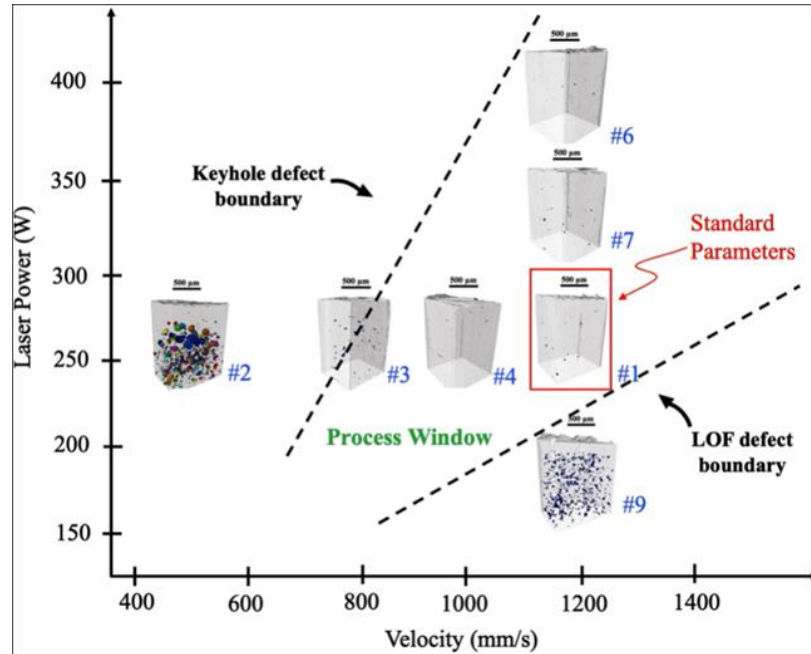 500 µm
400
#6
500 µm
Keyhole defect
boundary
350
#7
Standard
Parameters
Laser Power (W)
300
500 µm
500 µm
500 µm
500 µm
250
#2
#3
#4
#1
Process Window
LOF defect
boundary
200
500 µm
#9
150
400
600
800
1000
1200
1400
Velocity (mm/s)